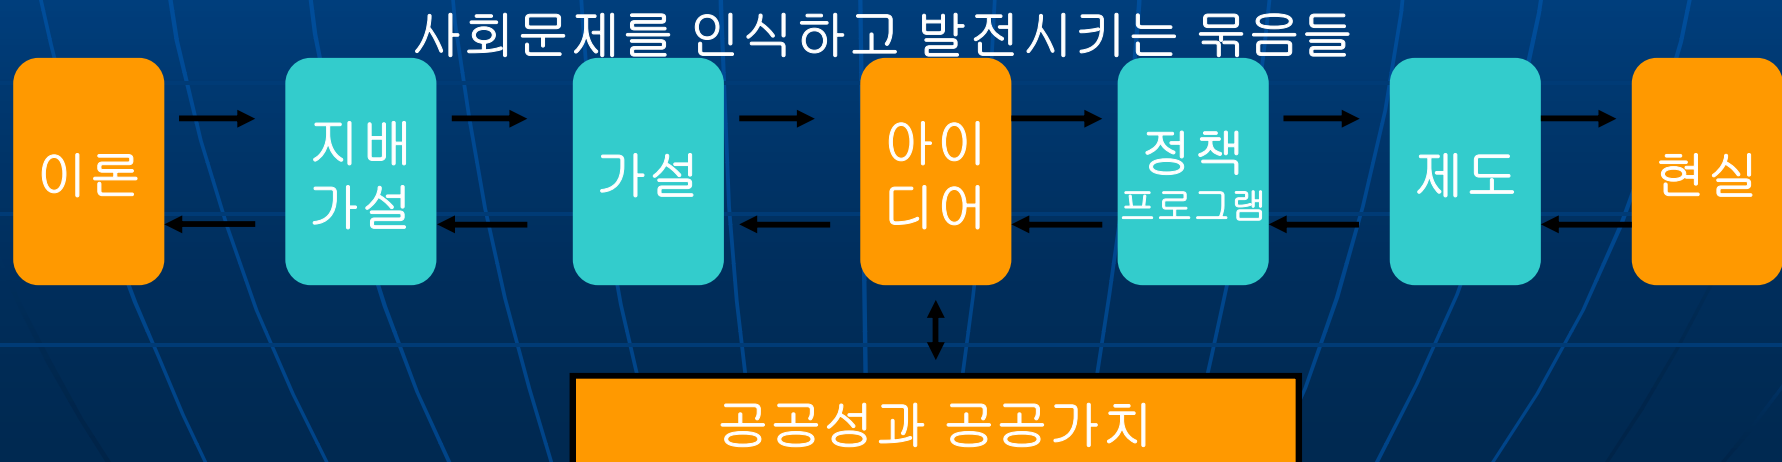 사회문제를 인식하고 발전시키는 묶음들
이론
지배
가설
가설
아이
디어
정책
프로그램
제도
현실
공공성과 공공가치